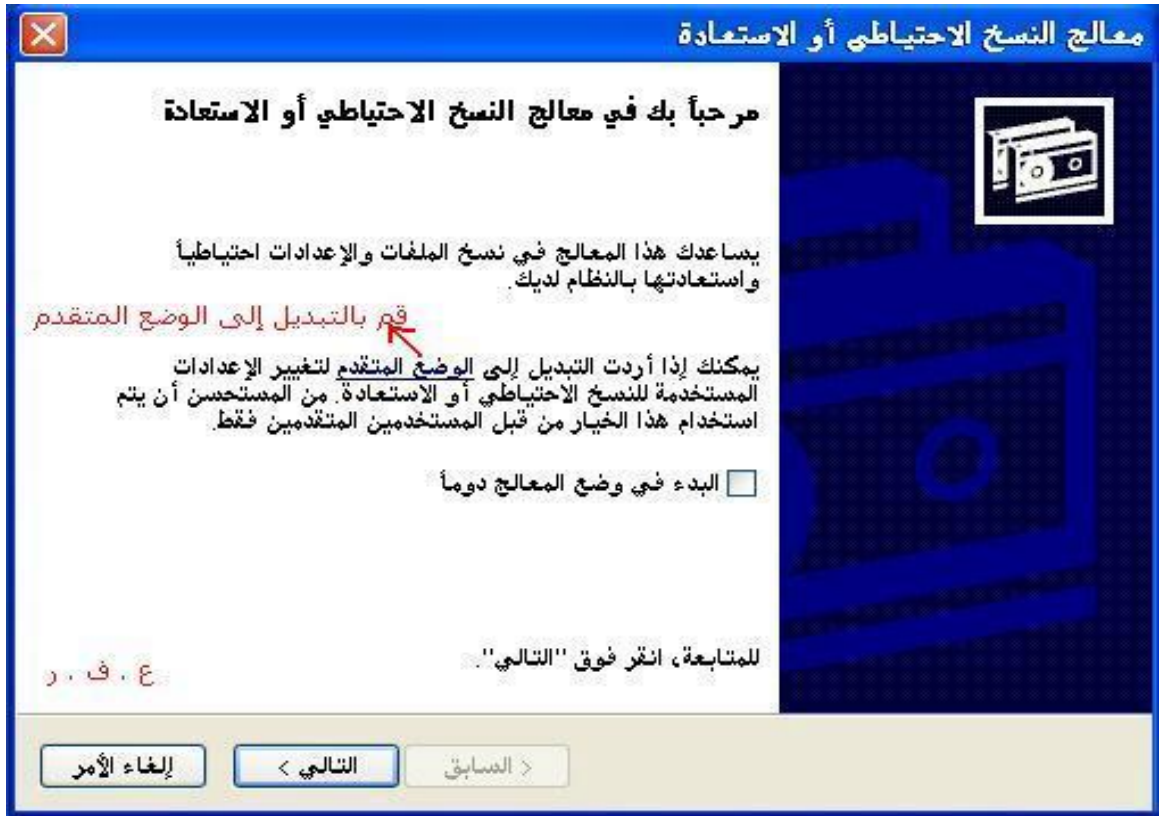 معالج النسخ الاحتياطي أو الاستعادة
مرحباً بك في معالج النسخ الاحتياطي أو الاستعادة
يساعدك هذا المعالج في نسخ الملفات والإعدادات احتياطياً
واستعادتها بالنظام لديك.
قم بالتبديل إلى الوضع المتقدم
يمكنك إذا أردت التبديل إلى الوضع المتقدم لتغيير الإعدادات
المستخدمة للنسخ الاحتياطي أو الاستعادة. من المستحسن أن يتم
استخدام هذا الخيار من قبل المستخدمين المتقدمين فقط.
البدء في وضع المعالج دوماً
للمتابعة، انقر فوق "التالي".
ع . ف . ر
< السابق
التالي >
إلغاء الأمر